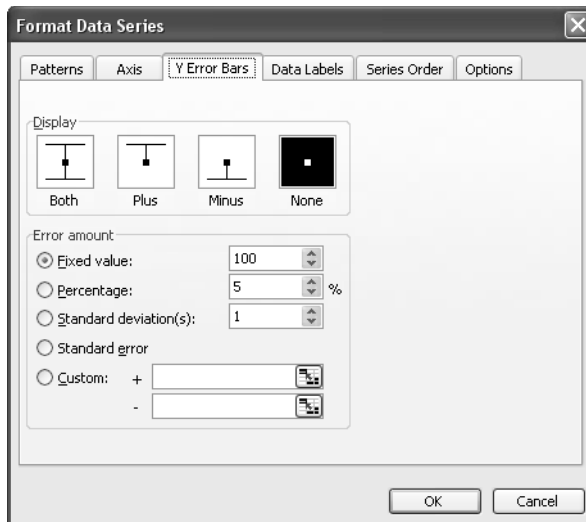 Format Data Series
Patterns Axis Y Error Bars Data Labels Series Order Options
Display
Both Plus Minus None
Error amount
Fixed value: 100
Percentage: 5 %
Standard deviation(s): 1
Standard error
Custom: +
-
OK Cancel